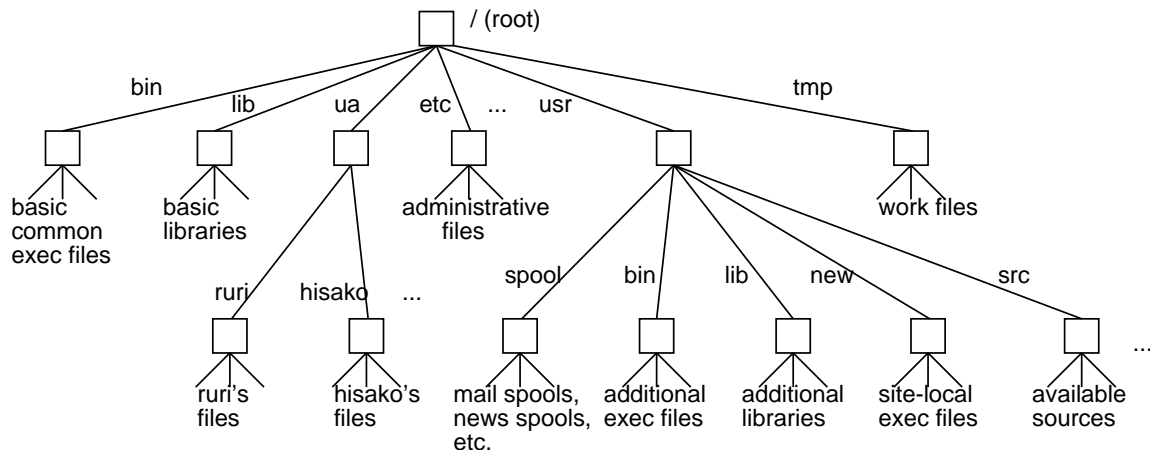 / (root)
bin
lib
ua
etc
...
usr
tmp
basic
common
exec files
basic
libraries
administrative
files
work files
ruri
hisako
...
spool
bin
lib
new
src
...
ruri's
files
hisako's
files
mail spools,
news spools,
etc.
additional
exec files
additional
libraries
site-local
exec files
available
sources